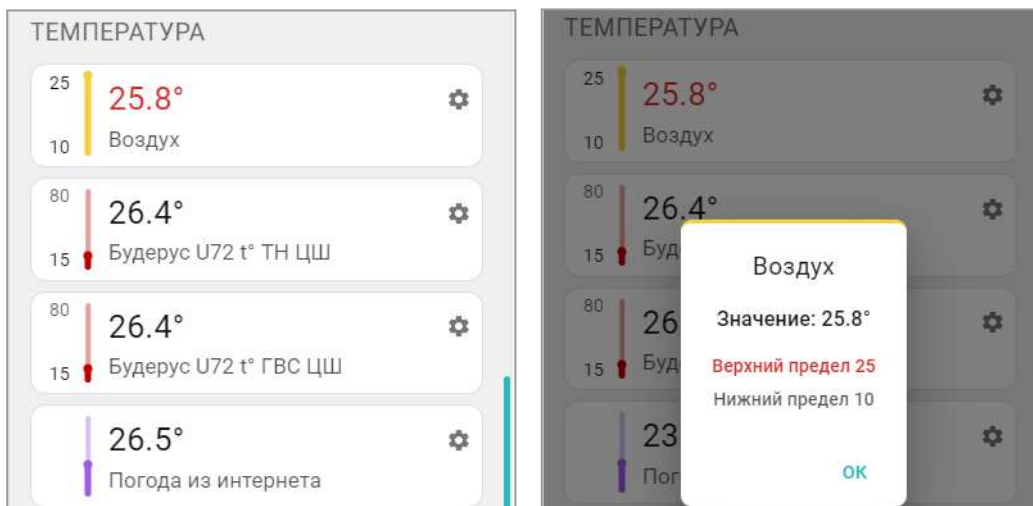 ТЕМПЕРАТУРА
25
25.8°
10
Воздух
80
26.4°
15
Будерус U72 t° ТН ЦШ
80
26.4°
15
Будерус U72 t° ГВС ЦШ
26.5°
Погода из интернета
ТЕМПЕРАТУРА
25
25.8°
10
Воздух
80
26.4°
15
Буд
80
26
15
Буд
23
Пог
Воздух
Значение: 25.8°
Верхний предел 25
Нижний предел 10
ОК